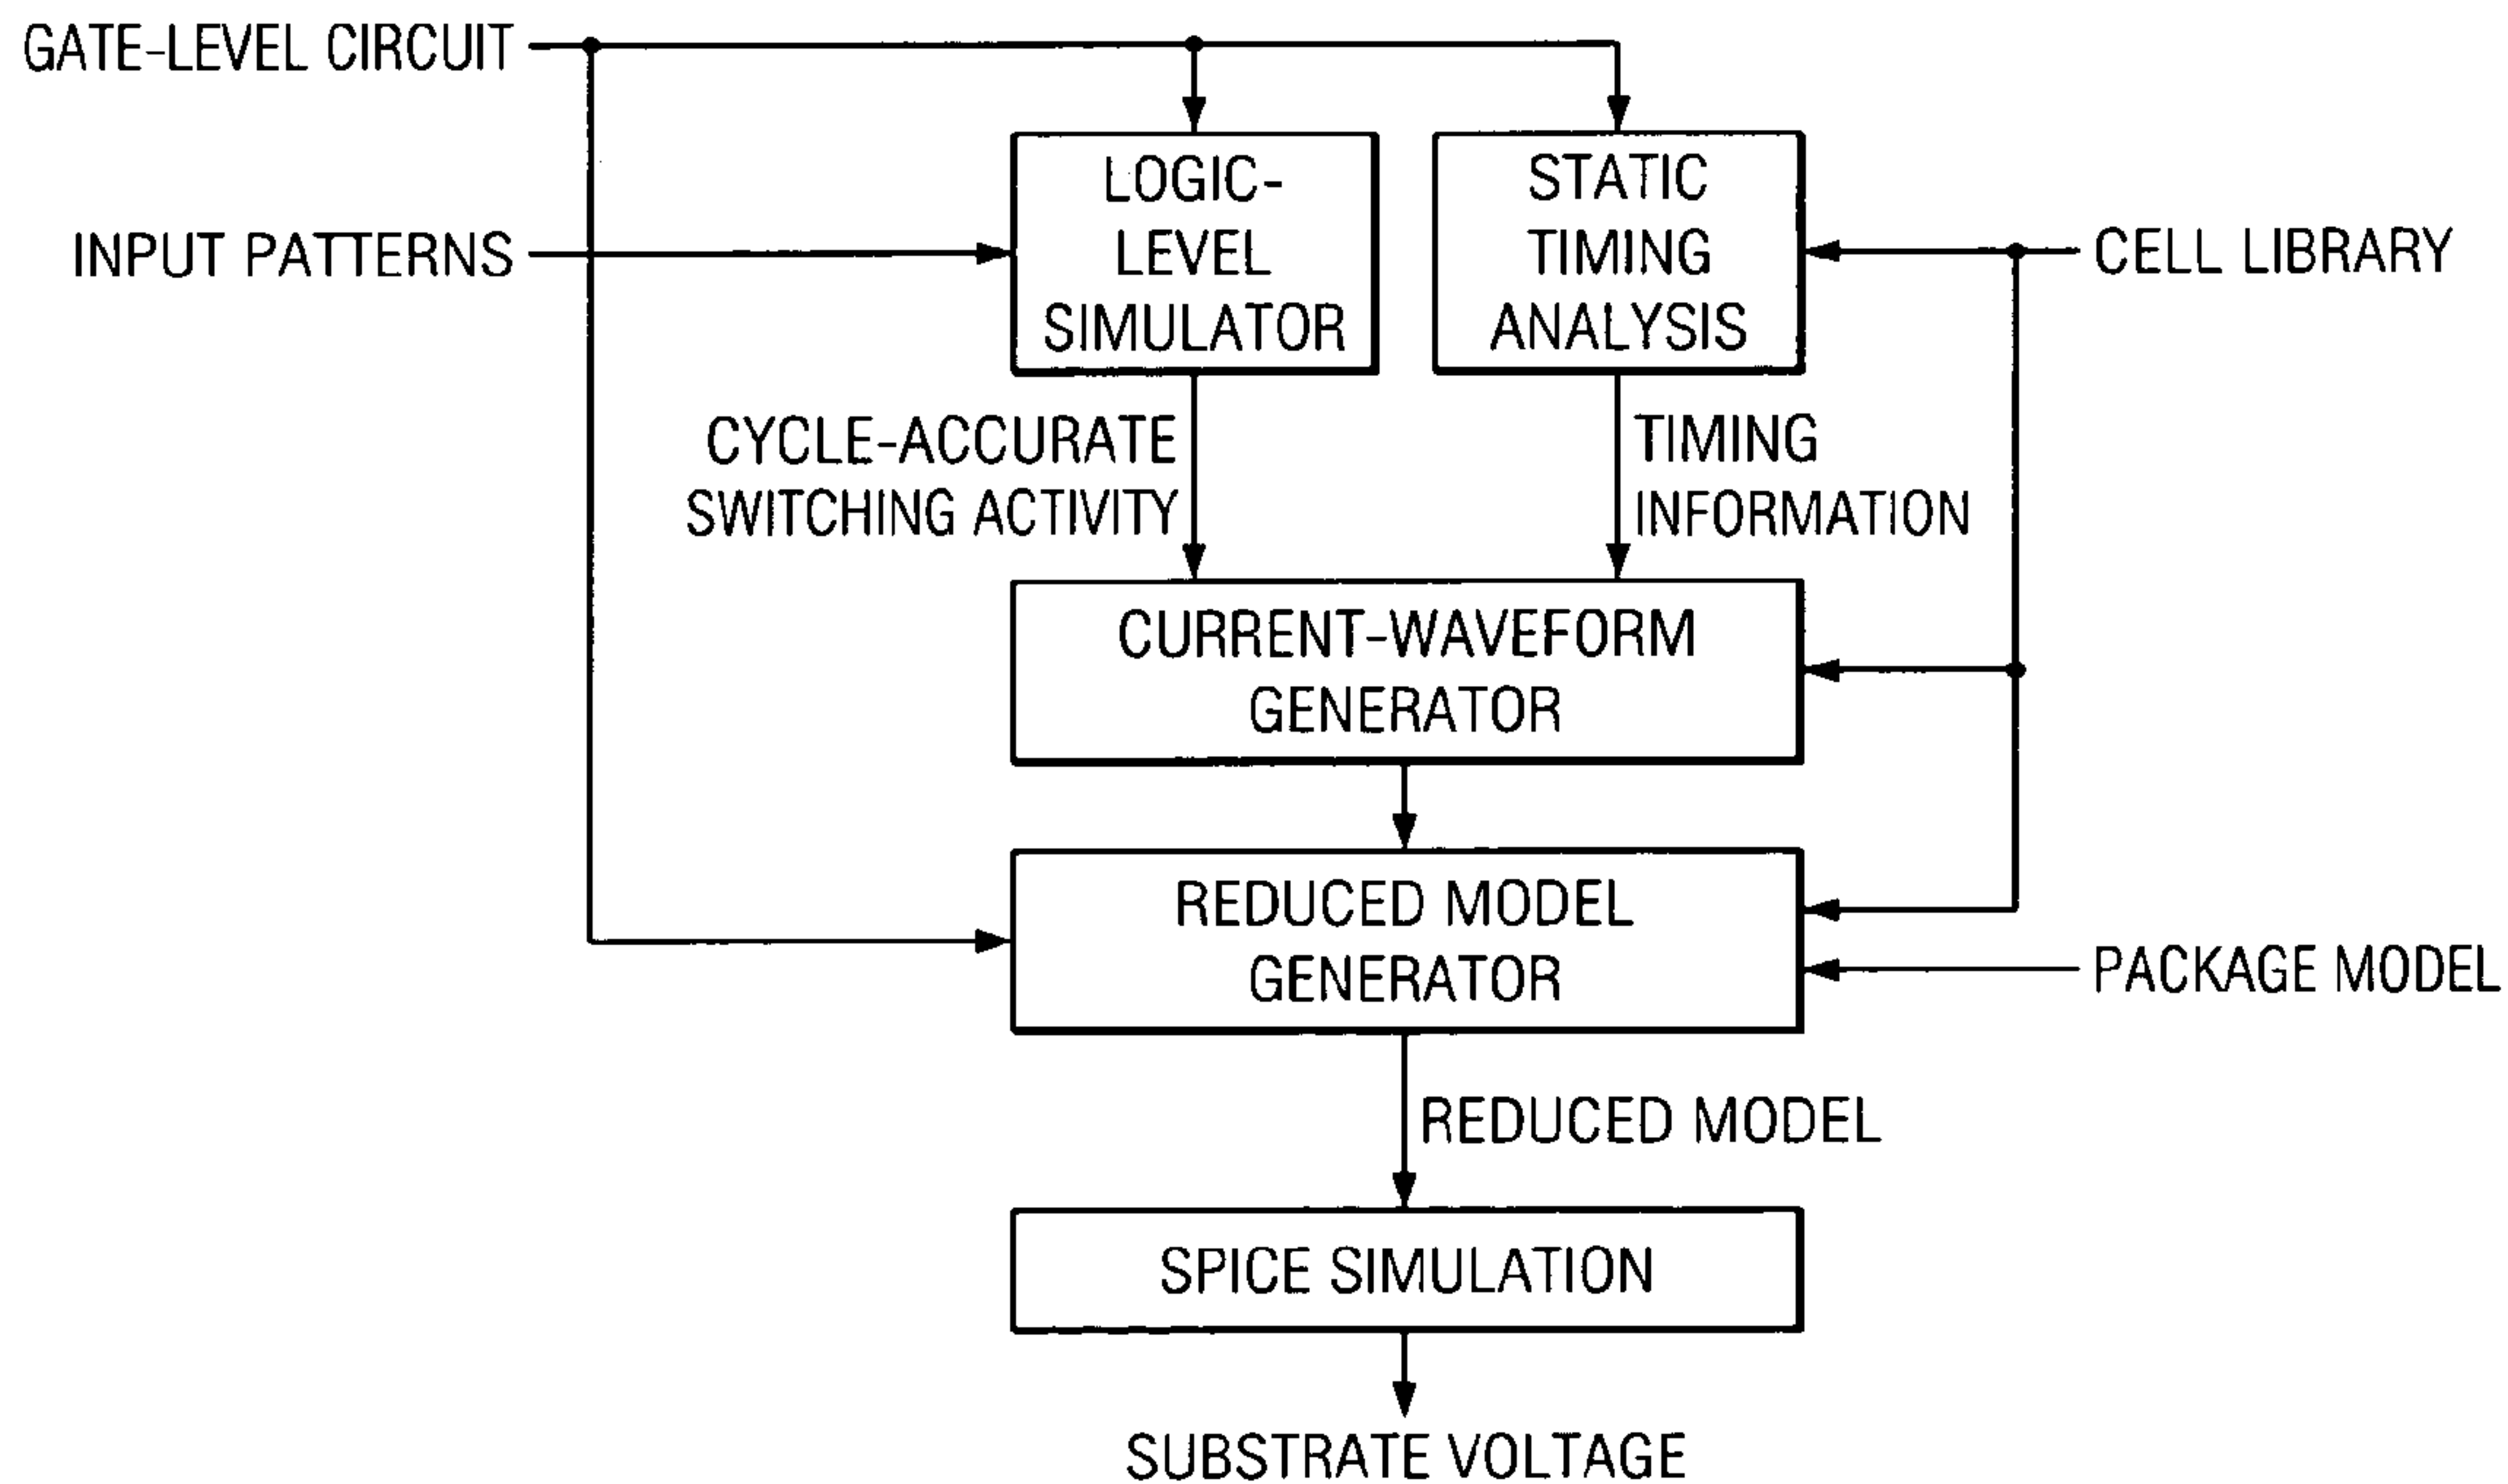 GATE-LEVEL CIRCUIT
LOGIC-
LEVEL
SIMULATOR
STATIC
TIMING
ANALYSIS
INPUT PATTERNS
CELL LIBRARY
CYCLE-ACCURATE
SWITCHING ACTIVITY
TIMING
INFORMATION
CURRENT-WAVEFORM
GENERATOR
REDUCED MODEL
GENERATOR
PACKAGE MODEL
REDUCED MODEL
SPICE SIMULATION
SUBSTRATE VOLTAGE